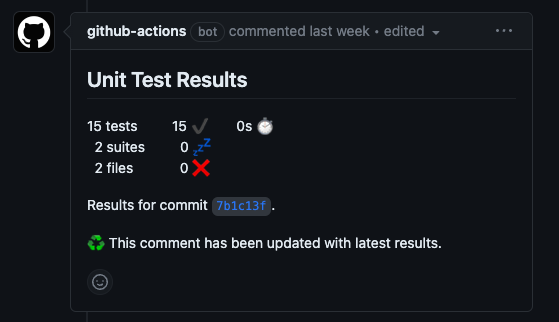 github-actions bot commented last week • edited
Unit Test Results
15 tests 15 ✔️ 0s ⏱️
2 suites 0 💤
2 files 0 ❌
Results for commit 7b1c13f.
♻️ This comment has been updated with latest results.